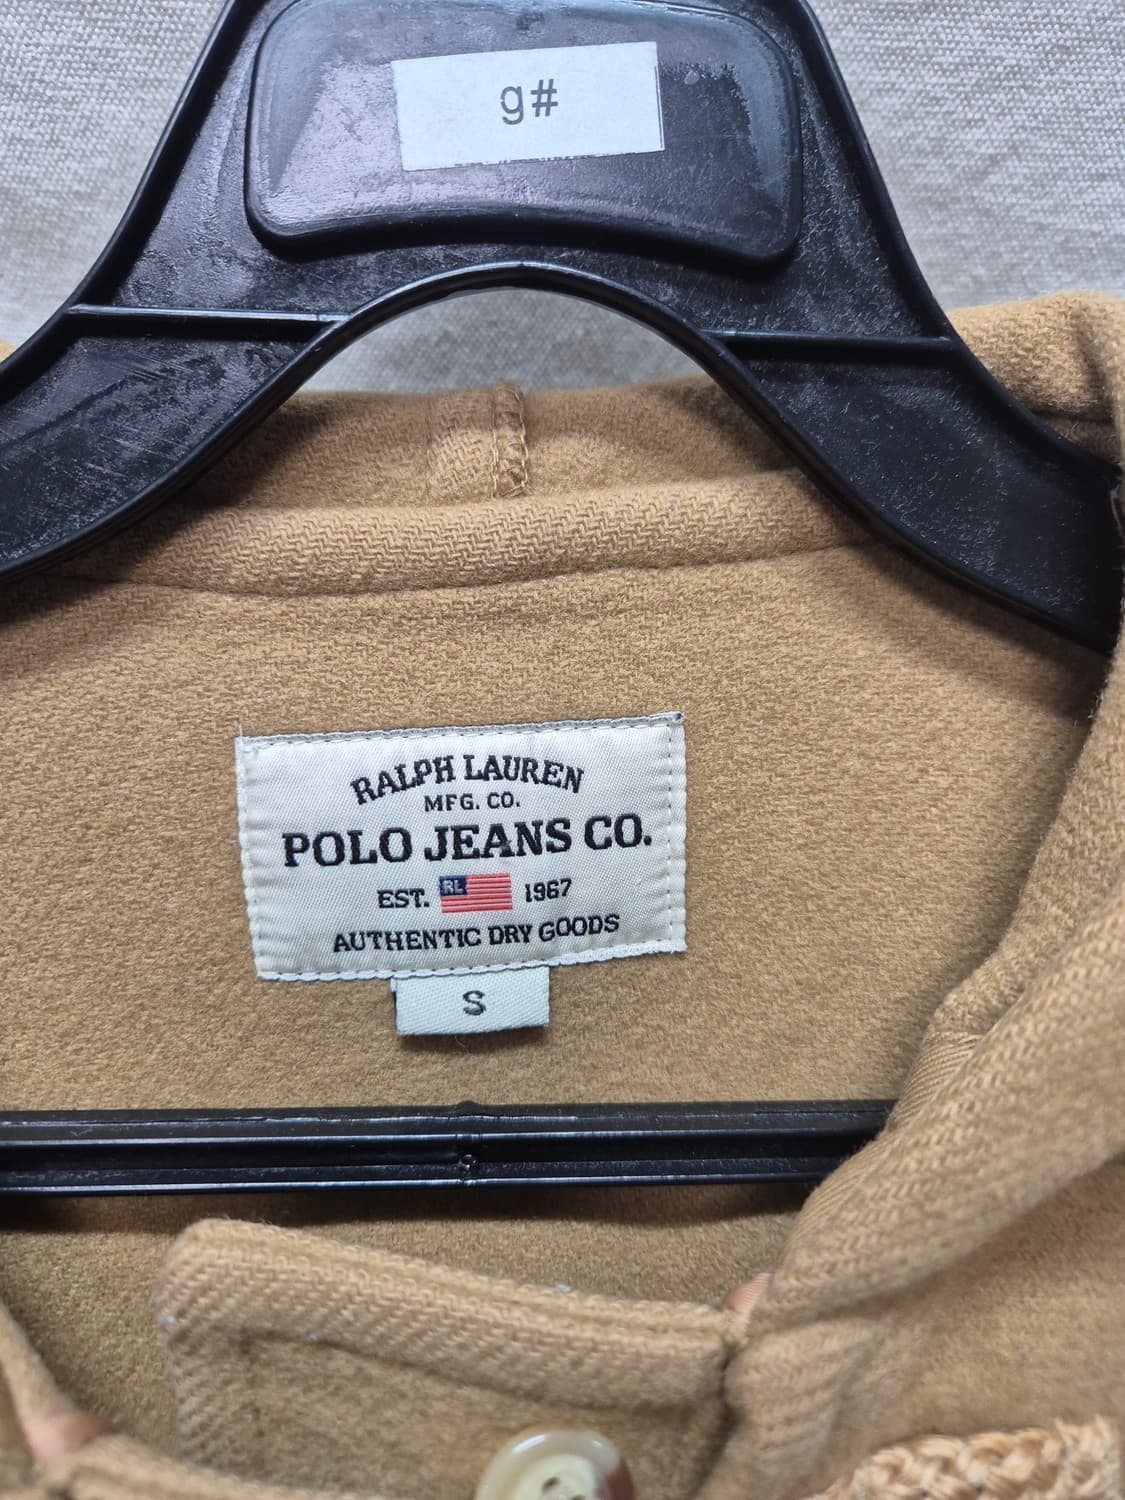 g#
RALPH LAUREN
MFG. CO.
POLO JEANS CO.
EST. RL 1967
AUTHENTIC DRY GOODS
S